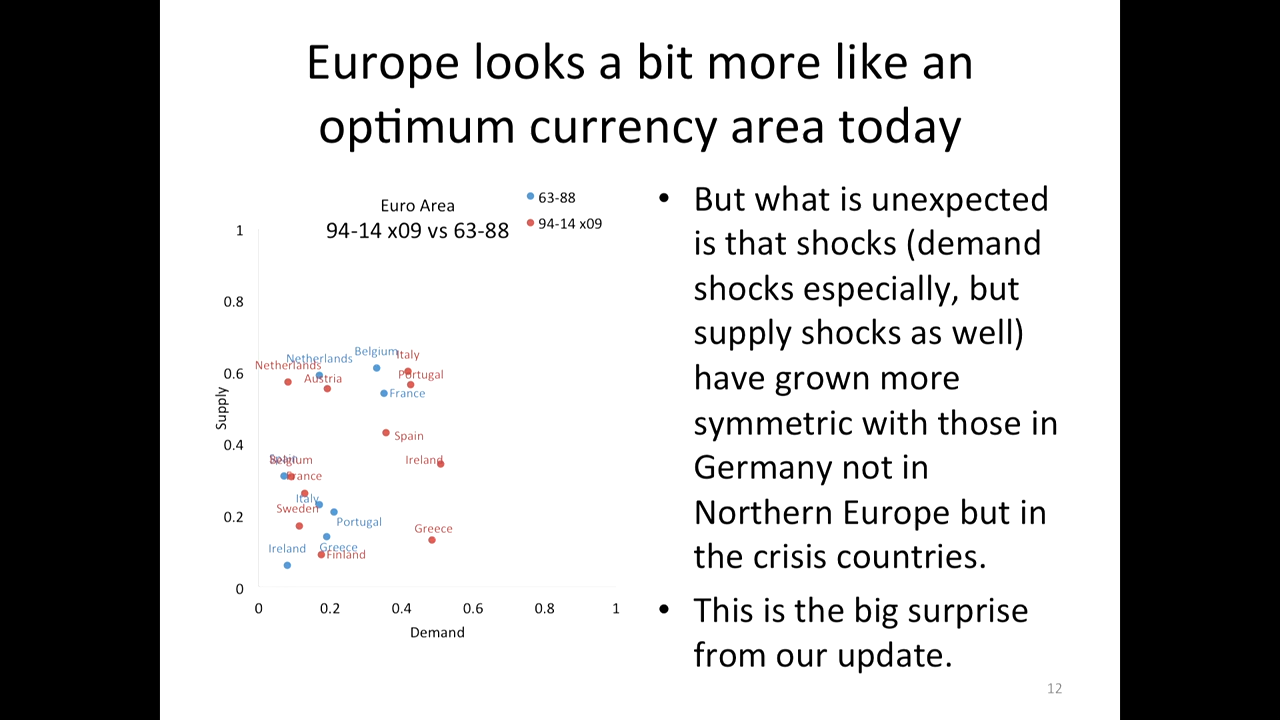 Europe looks a bit more like an
optimum currency area today
Euro Area
94-14 x09 vs 63-88
63-88
94-14 x09
1
0.8
0.6
0.4
0.2
0
Supply
Netherlands
Netherlands
Belgium
Italy
Austria
Portugal
France
Spain
Ireland
Spain
Belgium
France
Italy
Sweden
Portugal
Greece
Ireland
Greece
Finland
0
0.2
0.4
0.6
0.8
1
Demand
• But what is unexpected
is that shocks (demand
shocks especially, but
supply shocks as well)
have grown more
symmetric with those in
Germany not in
Northern Europe but in
the crisis countries.
• This is the big surprise
from our update.
12